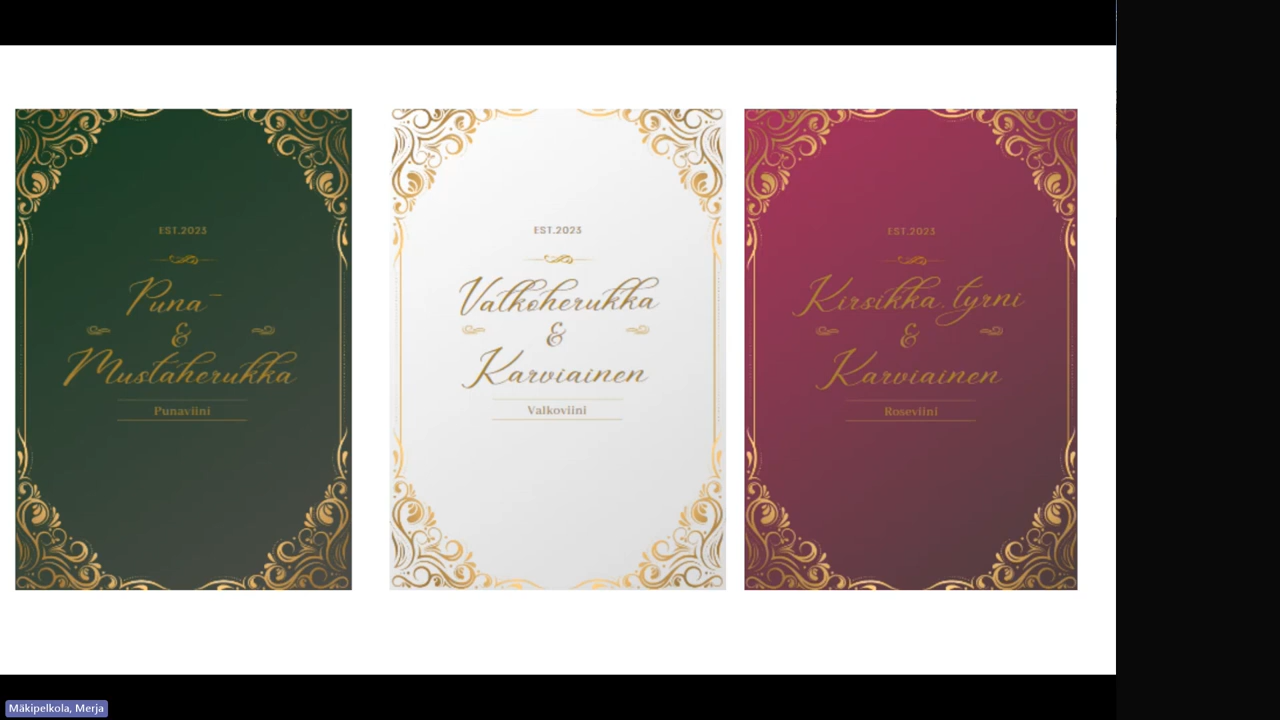 EST.2023
Puna-
&
Mustaherukka
Punaviini
EST.2023
Valkoherukka
&
Karviainen
Valkoviini
EST.2023
Kirsikka, tyrni
&
Karviainen
Roseviini
Mäkipelkola, Merja